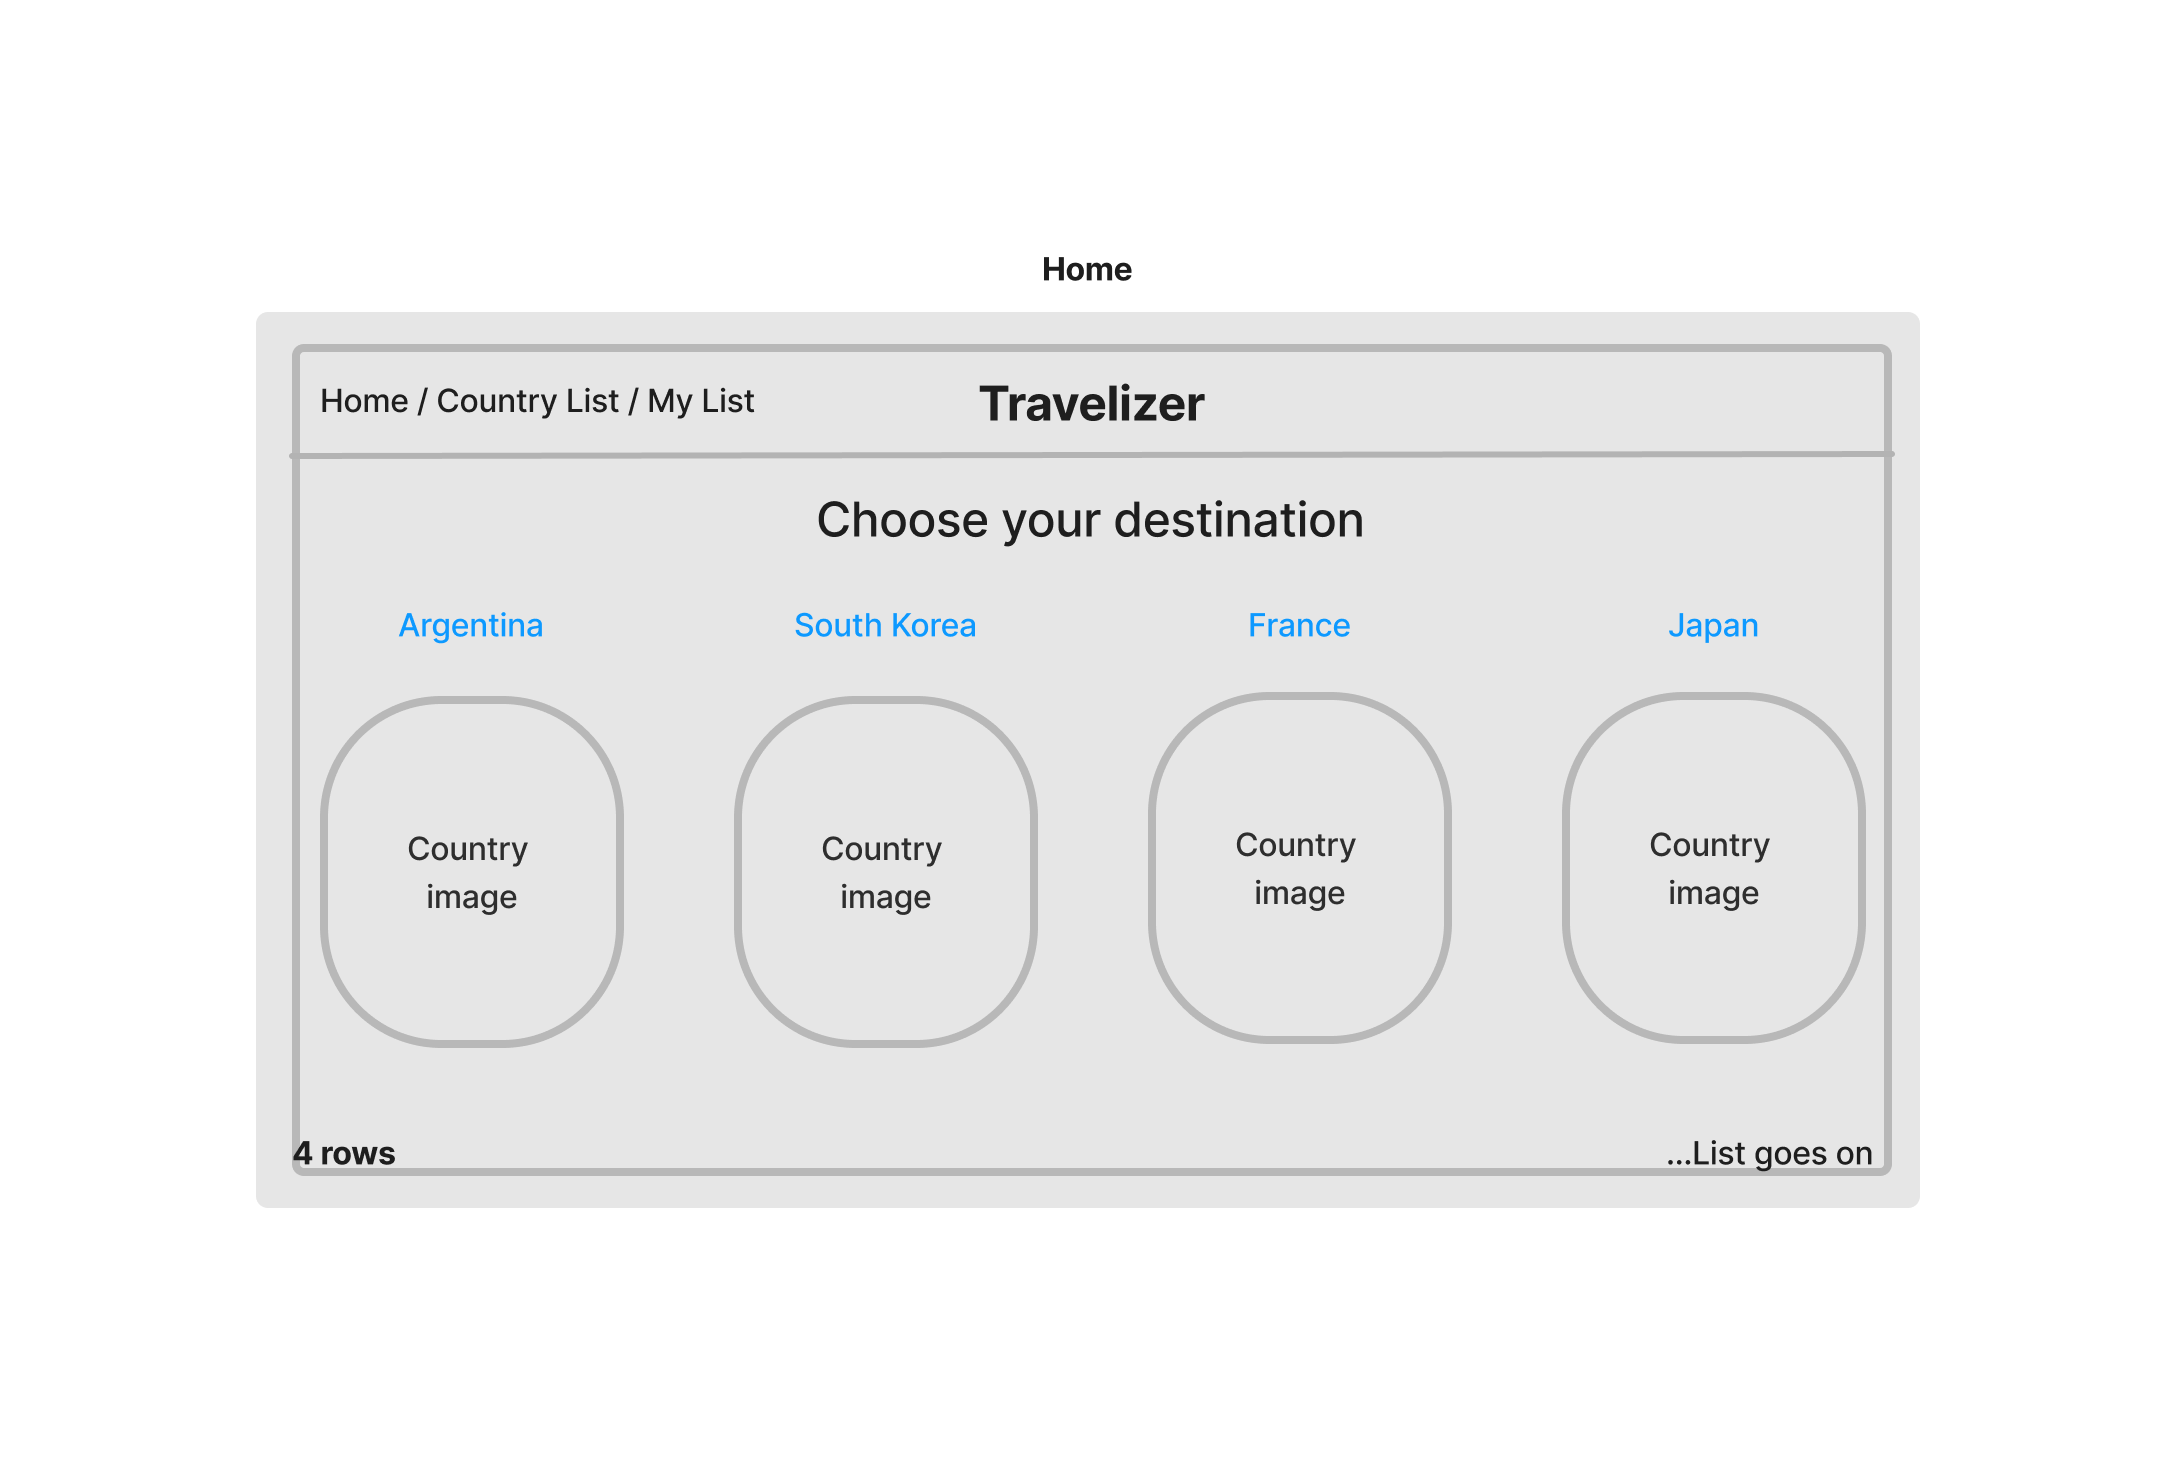 Home
Home / Country List / My List
Travelizer
Choose your destination
Argentina
South Korea
France
Japan
Country
image
Country
image
Country
image
Country
image
4 rows
...List goes on